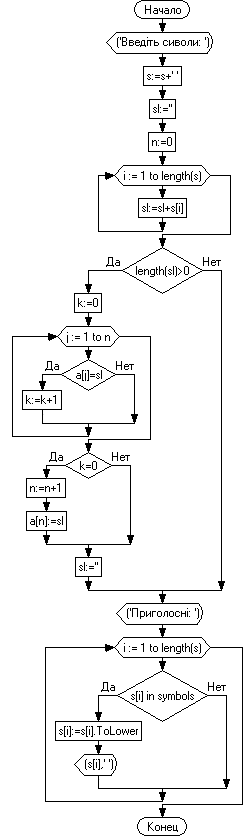 Начало
('Введіть сиволи: ')
s:=s+' '
sl:=''
n:=0
i := 1 to length(s)
sl:=sl+s[i]
Да
length(sl)>0
Нет
k:=0
j := 1 to n
Да
a[j]=sl
Нет
k:=k+1
Да
k=0
Нет
n:=n+1
a[n]:=sl
sl:=''
('Приголосні: ')
i := 1 to length(s)
Да
s[i] in symbols
Нет
s[i]:=s[i].ToLower
(s[i],' ')
Конец